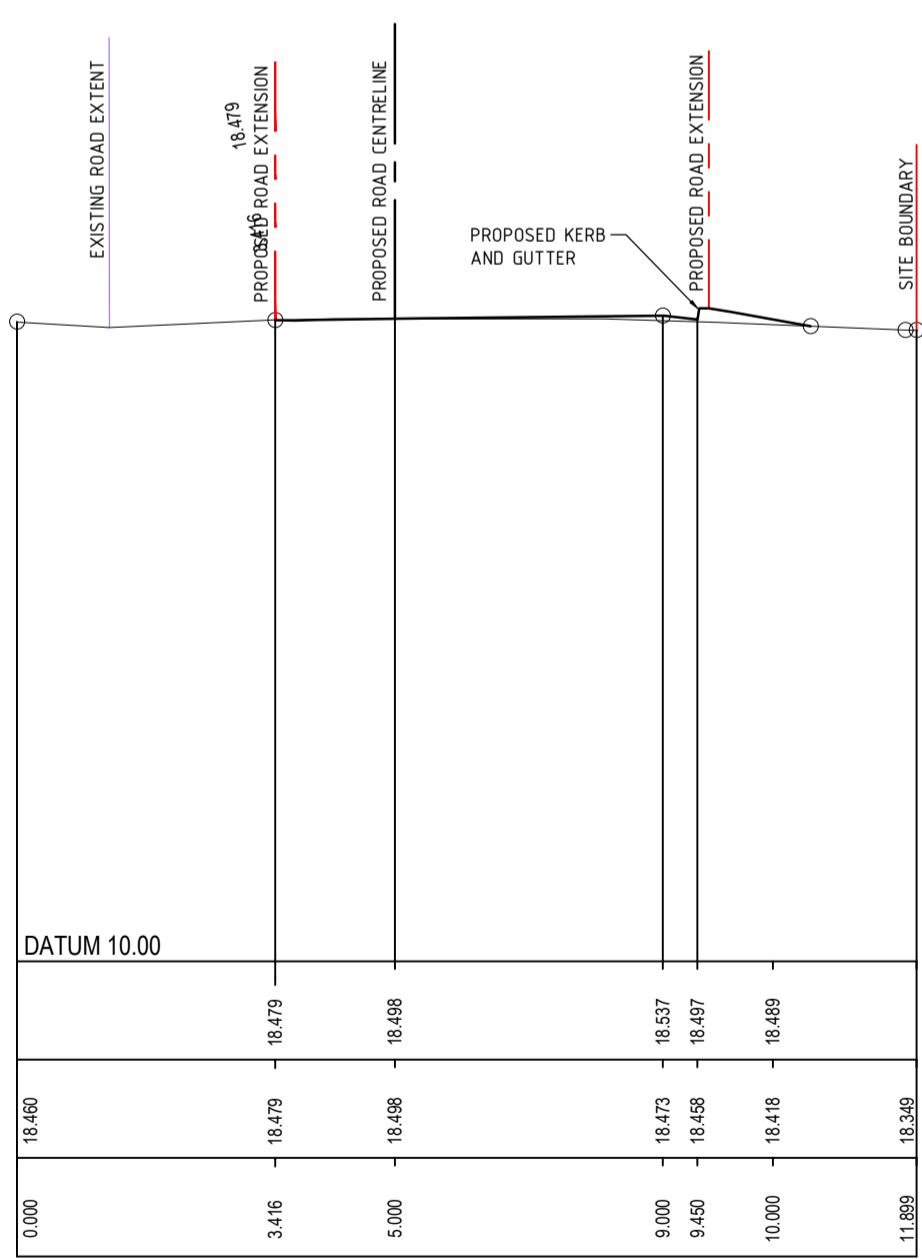 EXISTING ROAD EXTENT
18.479
3.416
PROPOSED ROAD EXTENSION
PROPOSED ROAD CENTRELINE
PROPOSED KERB
AND GUTTER
PROPOSED ROAD EXTENSION
SITE BOUNDARY
DATUM 10.00
18.479 18.498 18.537 18.497 18.489
18.460 18.479 18.498 18.473 18.458 18.418 18.349
0.000 3.416 5.000 9.000 9.450 10.000 11.899